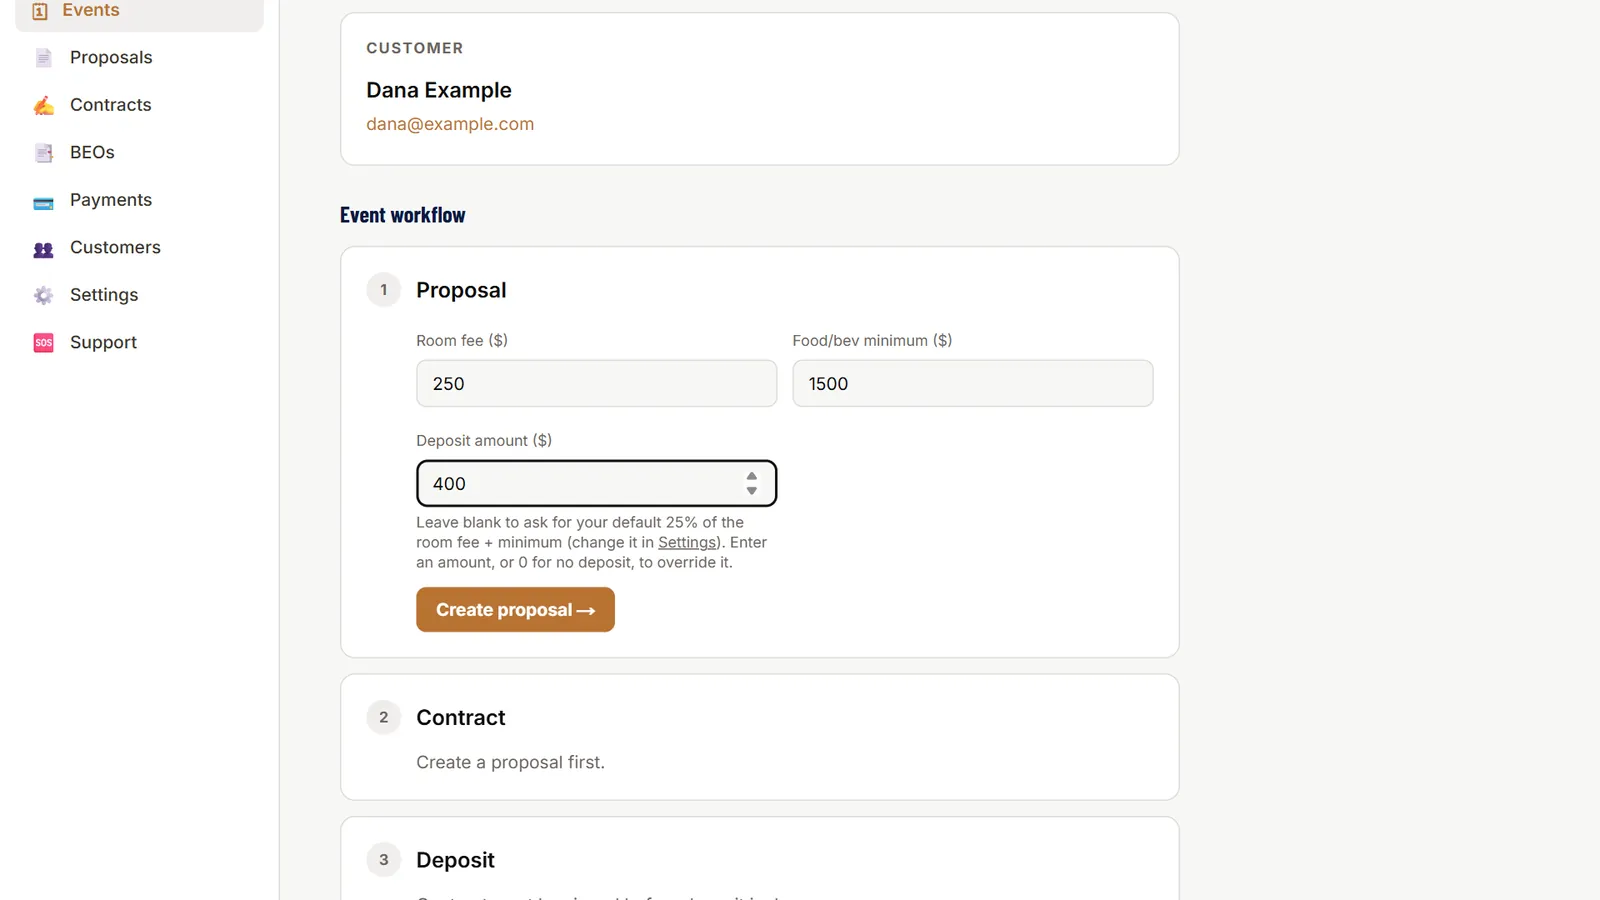 Events
Proposals
Contracts
BEOs
Payments
Customers
Settings
SOS
Support
CUSTOMER
Dana Example
dana@example.com
Event workflow
1
Proposal
Room fee ($)
Food/bev minimum ($)
250
1500
Deposit amount ($)
400
Leave blank to ask for your default 25% of the
room fee + minimum (change it in Settings). Enter
an amount, or 0 for no deposit, to override it.
Create proposal →
2
Contract
Create a proposal first.
3
Deposit